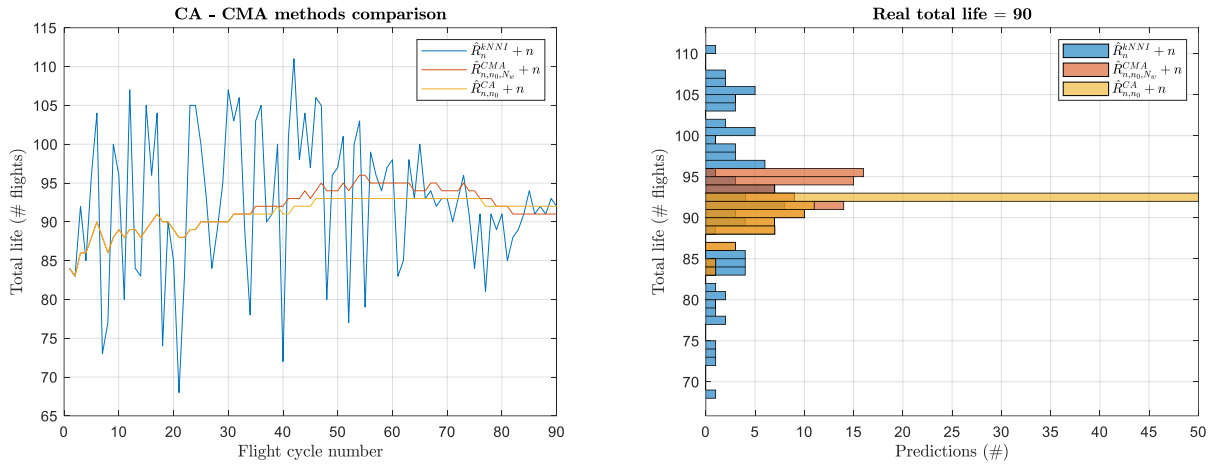 CA - CMA methods comparison
115
110
105
100
95
90
85
80
75
70
65
0 10 20 30 40 50 60 70 80 90
Total life (# flights)
Flight cycle number
R̂_n^{kNNI} + n
R̂_{n,n_0,N_w}^{CMA} + n
R̂_{n,n_0}^{CA} + n
Real total life = 90
110
105
100
95
90
85
80
75
70
0 5 10 15 20 25 30 35 40 45 50
Total life (# flights)
Predictions (#)
R̂_n^{kNNI} + n
R̂_{n,n_0,N_w}^{CMA} + n
R̂_{n,n_0}^{CA} + n